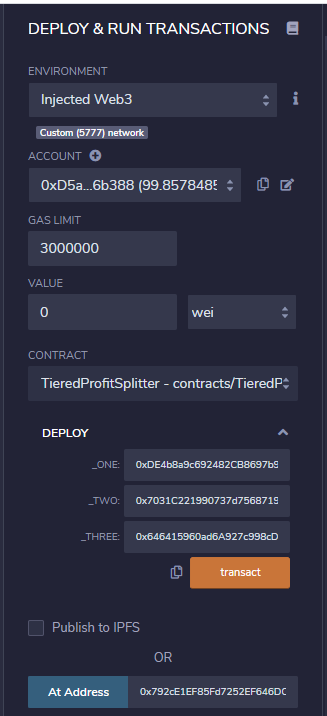 DEPLOY & RUN TRANSACTIONS
ENVIRONMENT
Injected Web3
i
Custom (5777) network
ACCOUNT
0xD5a...6b388 (99.8578485
GAS LIMIT
3000000
VALUE
0 wei
CONTRACT
TieredProfitSplitter - contracts/TieredP
DEPLOY
_ONE: 0xDE4b8a9c692482CB8697b9
_TWO: 0x7031C221990737d7568719
_THREE: 0x646415960ad6A927c998cD
transact
Publish to IPFS
OR
At Address 0x792cE1EF85Fd7252EF646D0